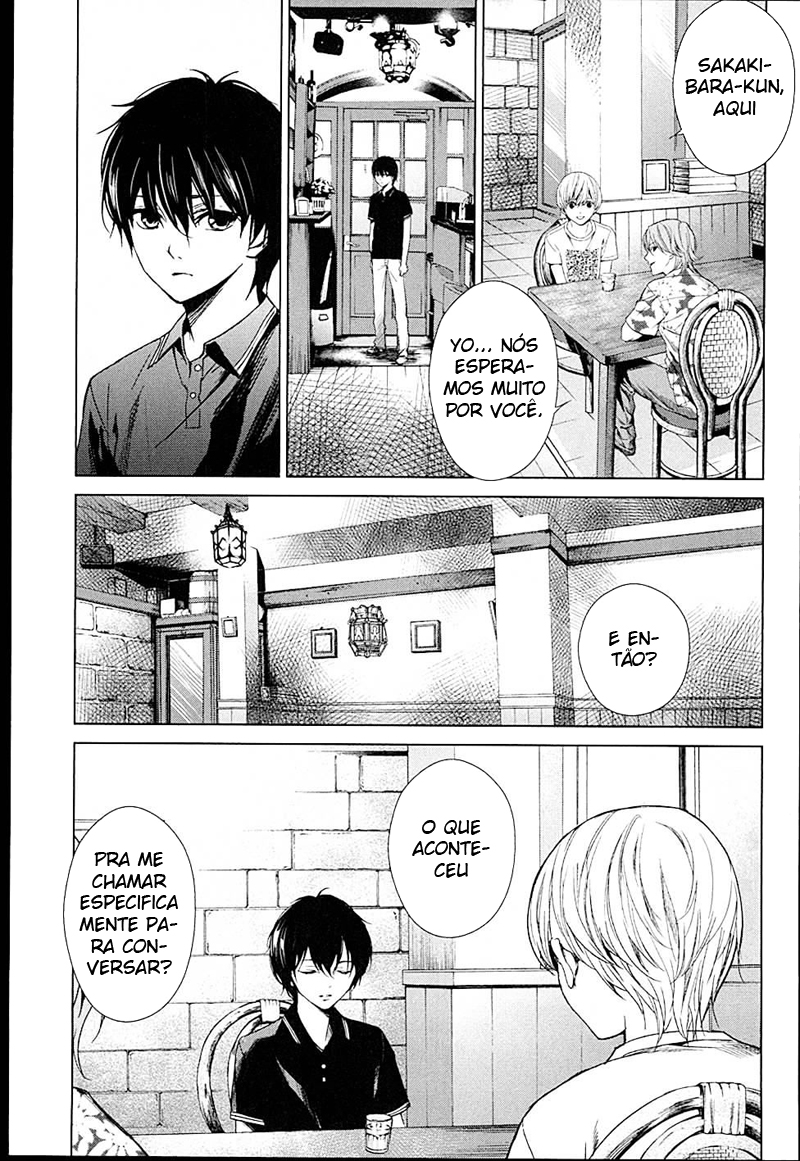 SAKAKI-
BARA-KUN,
AQUI
YO... NÓS
ESPERA-
MOS MUITO
POR VOCÊ.
E EN-
TÃO?
O QUE
ACONTE-
CEU
PRA ME
CHAMAR
ESPECIFICA
MENTE PA-
RA CON-
VERSAR?